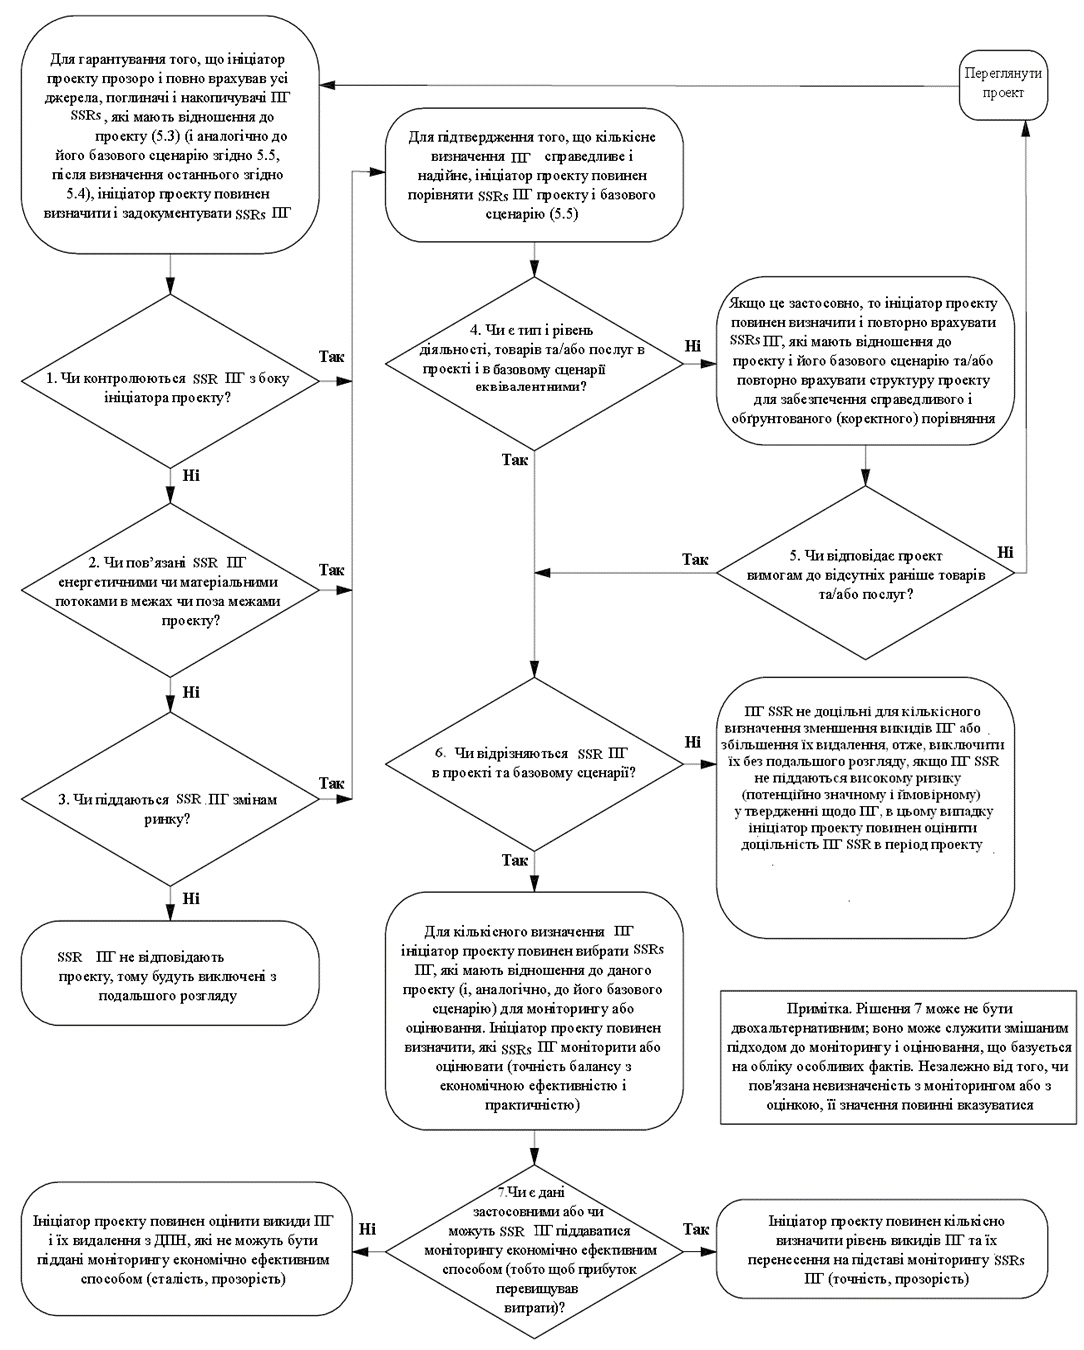 Для гарантування того, що ініціатор
проекту прозоро і повно врахував усі
джерела, поглиначі і накопичувачі ПГ
SSRs , які мають відношення до
проекту (5.3) (і аналогічно до
його базового сценарію згідно 5.5,
після визначення останнього згідно
5.4), ініціатор проекту повинен
визначити і задокументувати SSRs ПГ
1. Чи контролюються SSR ПГ з боку
ініціатора проекту?
Так
Ні
2. Чи пов’язані SSR ПГ
енергетичними чи матеріальними
потоками в межах чи поза межами
проекту?
Так
Ні
3. Чи піддаються SSR ПГ змінам
ринку?
Так
Ні
SSR ПГ не відповідають
проекту, тому будуть виключені з
подальшого розгляду
Переглянути
проект
Для підтвердження того, що кількісне
визначення ПГ справедливе і
надійне, ініціатор проекту повинен
порівняти SSRs ПГ проекту і базового
сценарію (5.5)
4. Чи є тип і рівень
діяльності, товарів та/або послуг в
проекті і в базовому сценарії
еквівалентними?
Ні
Так
Якщо це застосовно, то ініціатор проекту
повинен визначити і повторно врахувати
SSRs ПГ, які мають відношення до
проекту і його базового сценарію та/або
повторно врахувати структуру проекту
для забезпечення справедливого і
обґрунтованого (коректного) порівняння
5. Чи відповідає проект
вимогам до відсутніх раніше товарів
та/або послуг?
Так
Ні
6. Чи відрізняються SSR ПГ
в проекті та базовому сценарії?
Ні
Так
ПГ SSR не доцільні для кількісного
визначення зменшення викидів ПГ або
збільшення їх видалення, отже, виключити
їх без подальшого розгляду, якщо ПГ SSR
не піддаються високому ризику
(потенційно значному і ймовірному)
у твердженні щодо ПГ, в цьому випадку
ініціатор проекту повинен оцінити
доцільність ПГ SSR в період проекту
Для кількісного визначення ПГ
ініціатор проекту повинен вибрати SSRs
ПГ, які мають відношення до даного
проекту (і, аналогічно, до його базового
сценарію) для моніторингу або
оцінювання. Ініціатор проекту повинен
визначити, які SSRs ПГ моніторити або
оцінювати (точність балансу з
економічною ефективністю і
практичністю)
Примітка. Рішення 7 може не бути
двохальтернативним; воно може служити змішаним
підходом до моніторингу і оцінювання, що базується
на обліку особливих фактів. Незалежно від того, чи
пов'язана невизначеність з моніторингом або з
оцінкою, її значення повинні вказуватися
7.Чи є дані
застосовними або чи
можуть SSR ПГ піддаватися
моніторингу економічно ефективним
способом (тобто щоб прибуток
перевищував
витрати)?
Ні
Так
Ініціатор проекту повинен оцінити викиди ПГ
і їх видалення з ДПН, які не можуть бути
піддані моніторингу економічно ефективним
способом (сталість, прозорість)
Ініціатор проекту повинен кількісно
визначити рівень викидів ПГ та їх
перенесення на підставі моніторингу SSRs
ПГ (точність, прозорість)